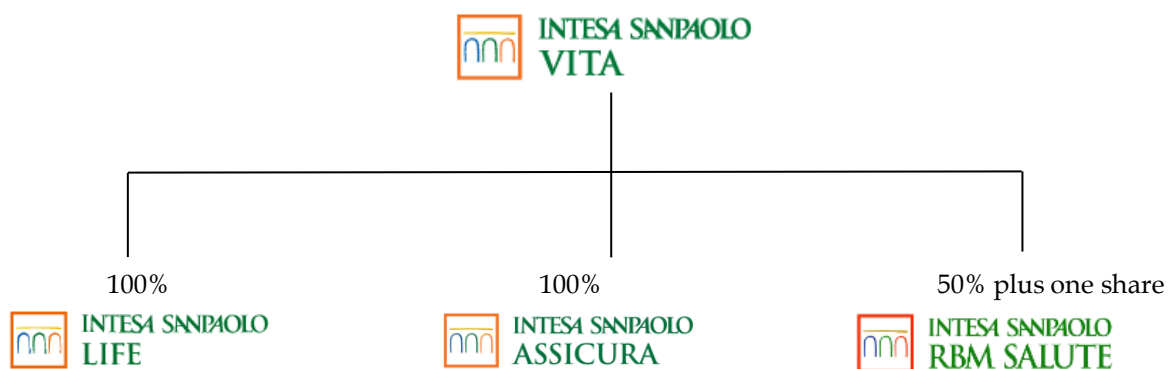 INTESA SANPAOLO
VITA
100%
100%
50% plus one share
INTESA SANPAOLO
LIFE
INTESA SANPAOLO
ASSICURA
INTESA SANPAOLO
RBM SALUTE